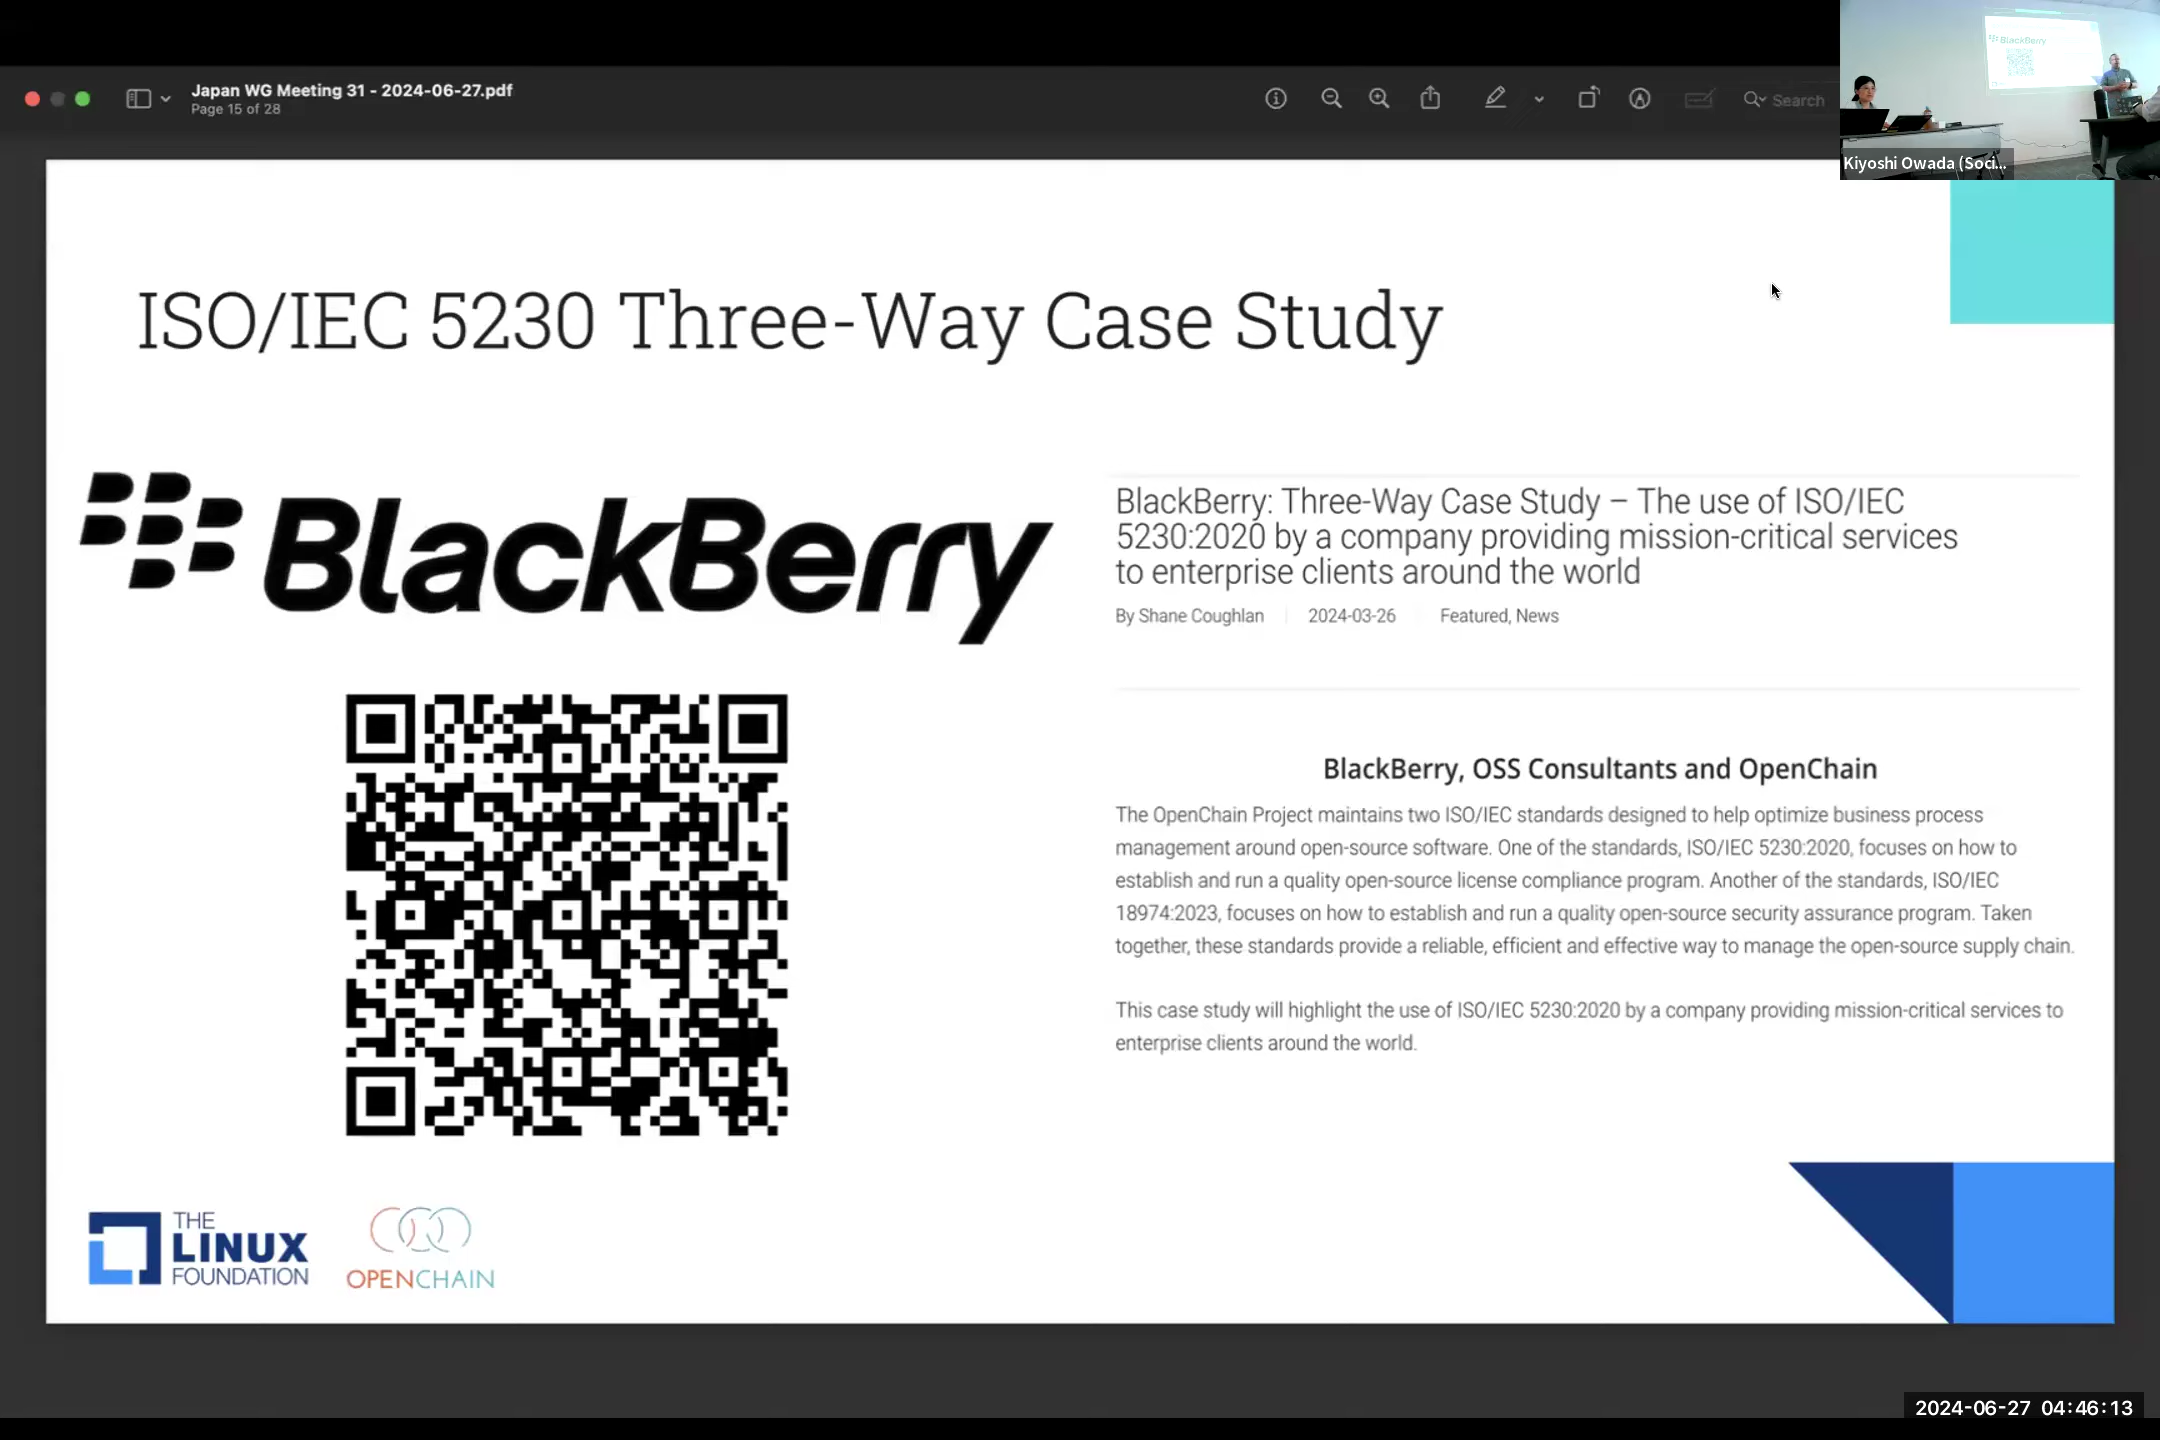 Japan WG Meeting 31 - 2024-06-27.pdf
Page 15 of 28
Search
BlackBerry
Kiyoshi Owada (Soci...
ISO/IEC 5230 Three-Way Case Study
BlackBerry
BlackBerry: Three-Way Case Study – The use of ISO/IEC
5230:2020 by a company providing mission-critical services
to enterprise clients around the world
By Shane Coughlan 2024-03-26 Featured, News
BlackBerry, OSS Consultants and OpenChain
The OpenChain Project maintains two ISO/IEC standards designed to help optimize business process
management around open-source software. One of the standards, ISO/IEC 5230:2020, focuses on how to
establish and run a quality open-source license compliance program. Another of the standards, ISO/IEC
18974:2023, focuses on how to establish and run a quality open-source security assurance program. Taken
together, these standards provide a reliable, efficient and effective way to manage the open-source supply chain.
This case study will highlight the use of ISO/IEC 5230:2020 by a company providing mission-critical services to
enterprise clients around the world.
THE
LINUX
FOUNDATION
OPENCHAIN
2024-06-27 04:46:13